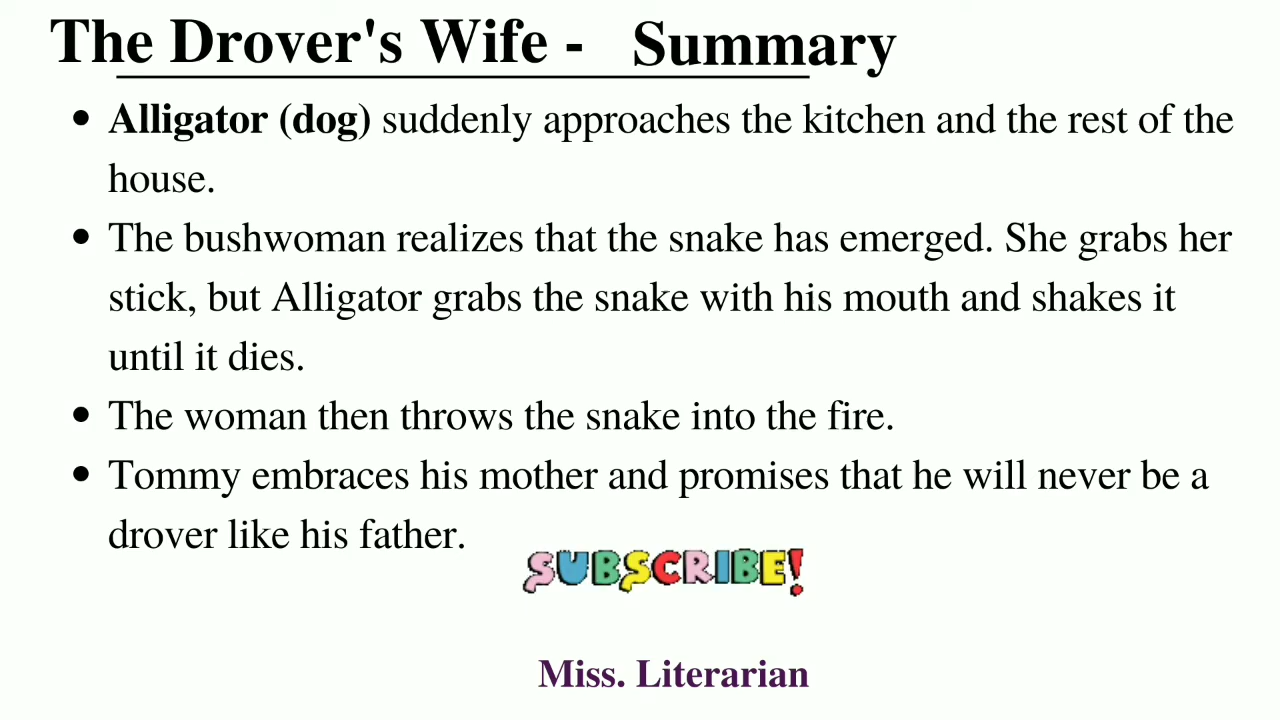 The Drover's Wife - Summary
• Alligator (dog) suddenly approaches the kitchen and the rest of the
house.
• The bushwoman realizes that the snake has emerged. She grabs her
stick, but Alligator grabs the snake with his mouth and shakes it
until it dies.
• The woman then throws the snake into the fire.
• Tommy embraces his mother and promises that he will never be a
drover like his father.
SUBSCRIBE!
Miss. Literarian